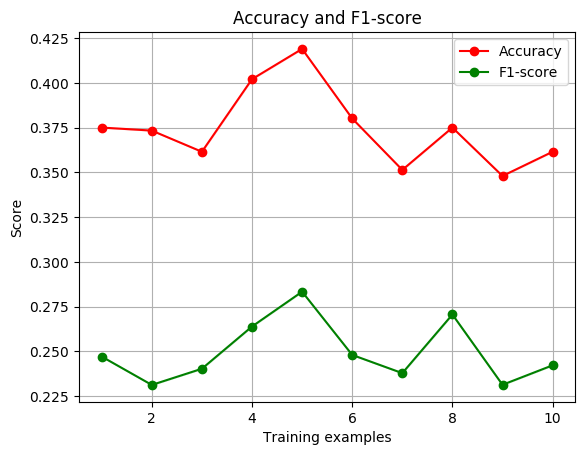 Accuracy and F1-score
Accuracy
F1-score
0.425
0.400
0.375
0.350
0.325
0.300
0.275
0.250
0.225
Score
2 4 6 8 10
Training examples